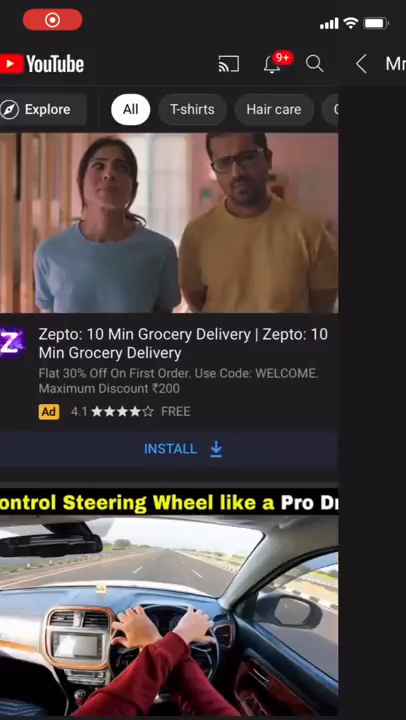 YouTube
9+
Mr
Explore
All
T-shirts
Hair care
Z
Zepto: 10 Min Grocery Delivery | Zepto: 10
Min Grocery Delivery
Flat 30% Off On First Order. Use Code: WELCOME.
Maximum Discount ₹200
Ad 4.1 ★★★★☆ FREE
INSTALL
ontrol Steering Wheel like a Pro Dr